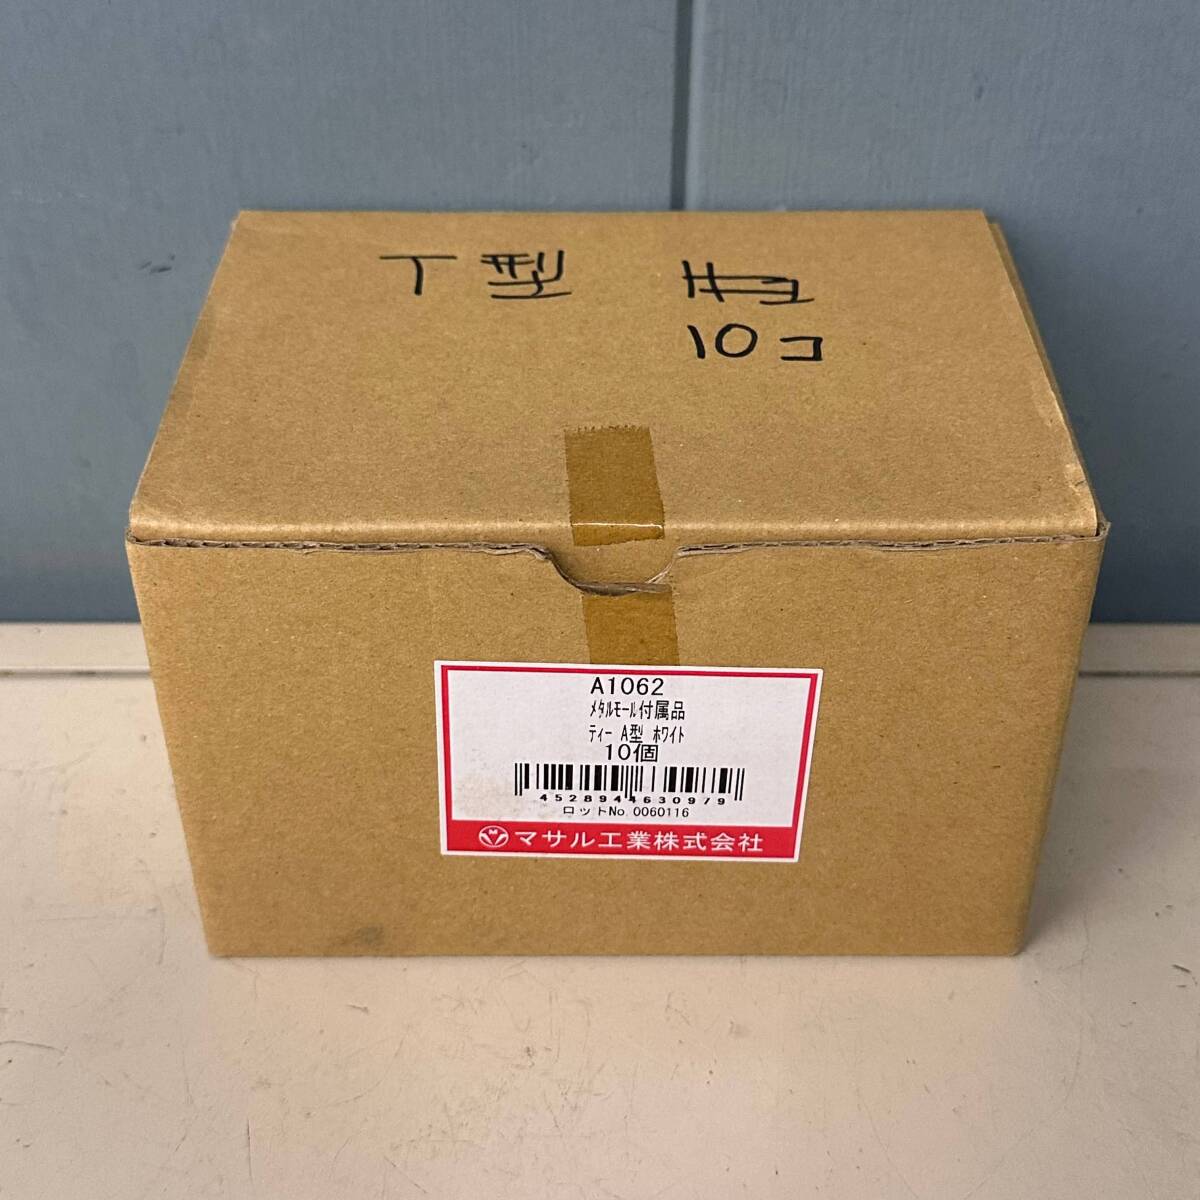 T型
10コ
A1062
ﾒﾀﾙﾓｰﾙ付属品
ﾃｨｰ A型 ﾎﾜｲﾄ
10個
4528944630979
ロットNo.0060116
マサル工業株式会社